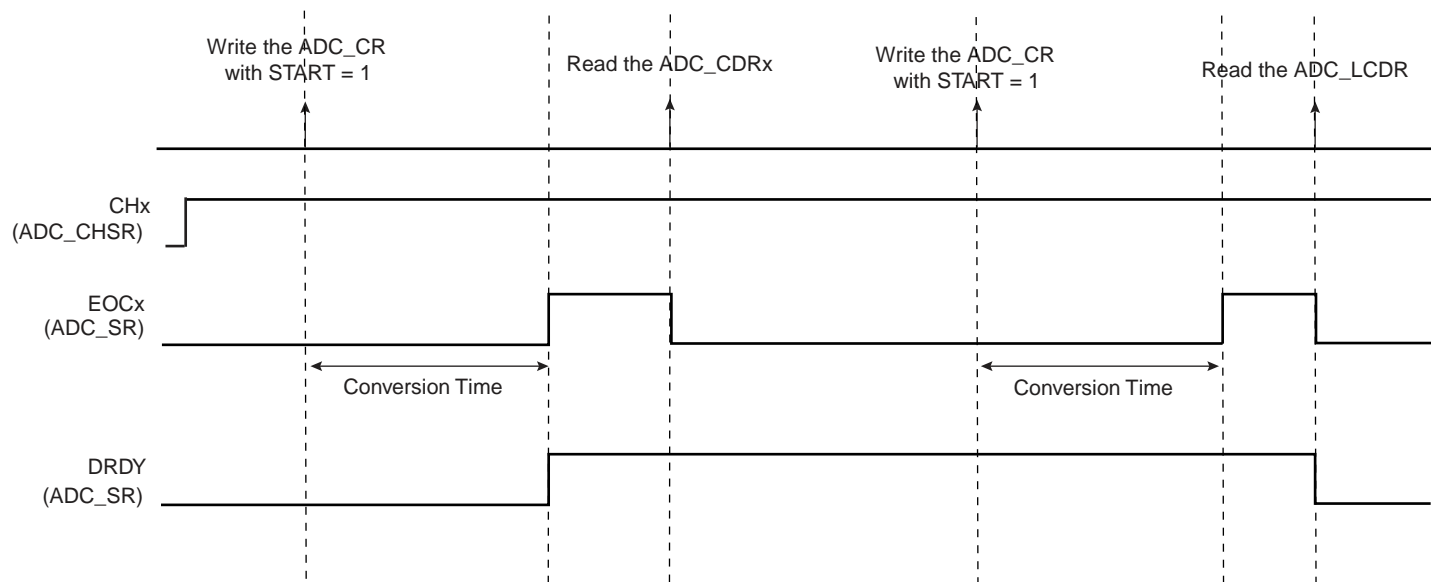 Write the ADC_CR
with START = 1
Read the ADC_CDRx
Write the ADC_CR
with START = 1
Read the ADC_LCDR
CHx
(ADC_CHSR)
EOCx
(ADC_SR)
Conversion Time
Conversion Time
DRDY
(ADC_SR)